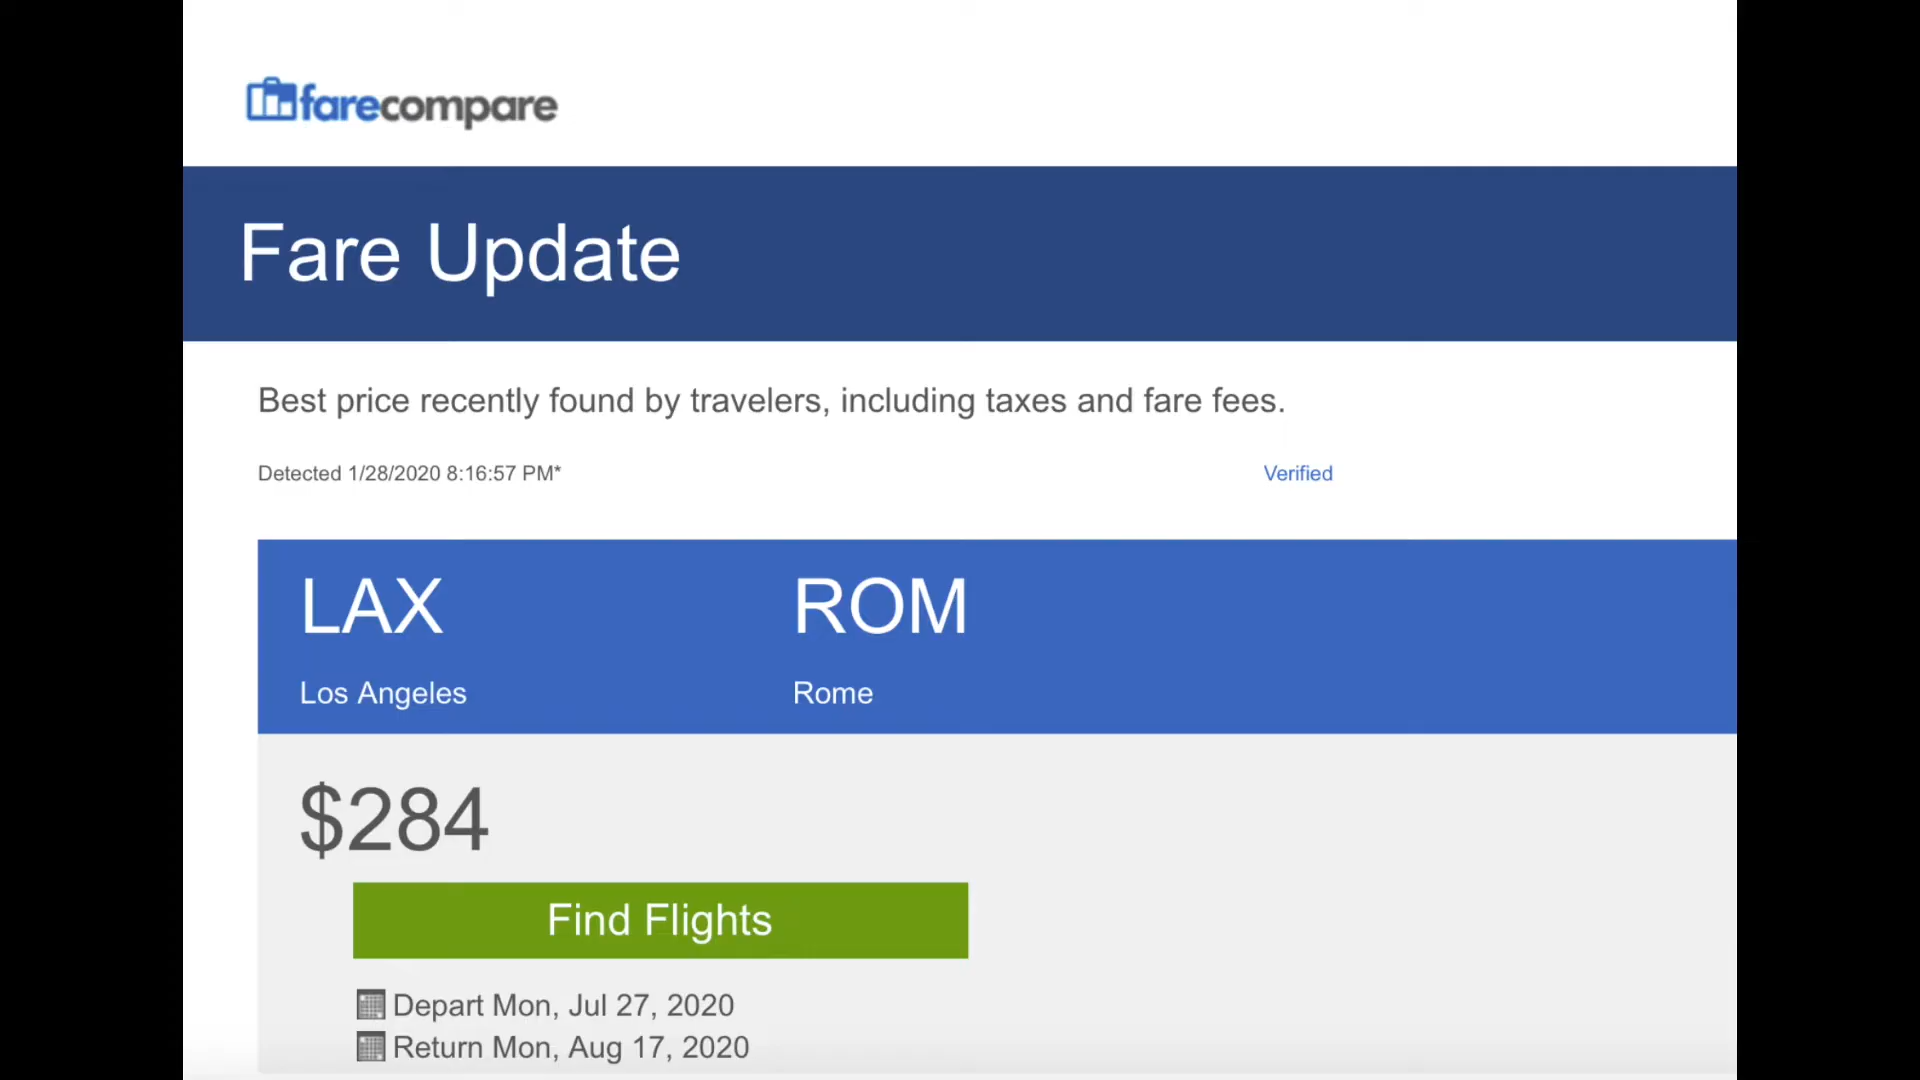 farecompare
Fare Update
Best price recently found by travelers, including taxes and fare fees.
Detected 1/28/2020 8:16:57 PM*
Verified
LAX
ROM
Los Angeles
Rome
$284
Find Flights
Depart Mon, Jul 27, 2020
Return Mon, Aug 17, 2020